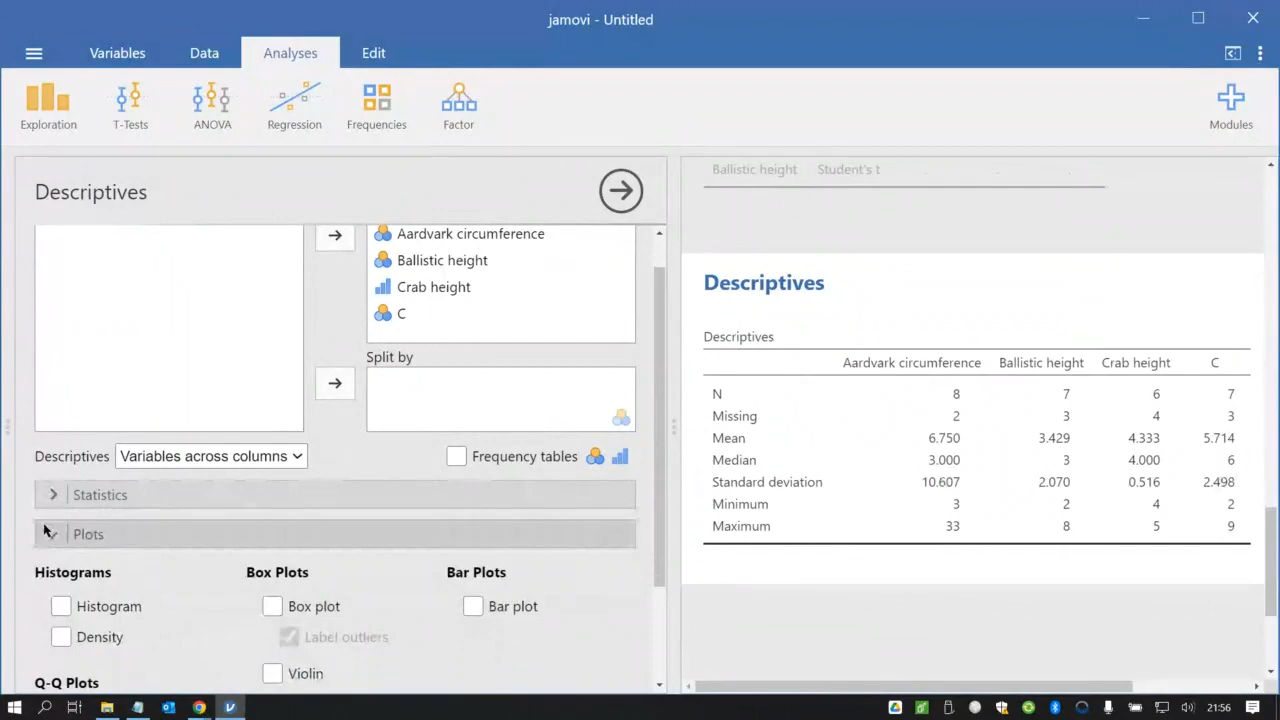 jamovi - Untitled
Variables Data Analyses Edit
Exploration T-Tests ANOVA Regression Frequencies Factor Modules
Descriptives
Aardvark circumference
Ballistic height
Crab height
C
Split by
Descriptives Variables across columns Frequency tables
Statistics
Plots
Histograms Box Plots Bar Plots
Histogram Box plot Bar plot
Density Label outliers
Violin
Q-Q Plots
Ballistic height Student's t
Descriptives
Descriptives
Aardvark circumference Ballistic height Crab height C
N 8 7 6 7
Missing 2 3 4 3
Mean 6.750 3.429 4.333 5.714
Median 3.000 3 4.000 6
Standard deviation 10.607 2.070 0.516 2.498
Minimum 3 2 4 2
Maximum 33 8 5 9
21:56